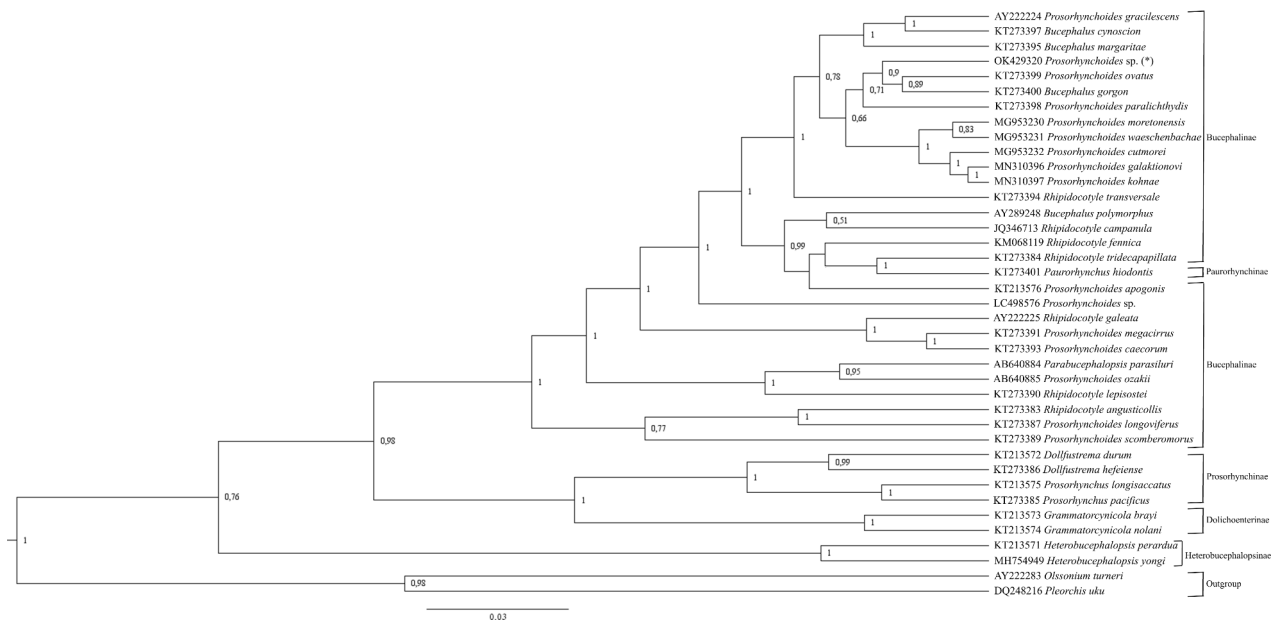 AY222224 Prosorhynchoides gracilescens
KT273397 Bucephalus cynoscion
KT273395 Bucephalus margaritae
OK429320 Prosorhynchoides sp. (*)
KT273399 Prosorhynchoides ovatus
KT273400 Bucephalus gorgon
KT273398 Prosorhynchoides paralichthydis
MG953230 Prosorhynchoides moretonensis
MG953231 Prosorhynchoides waeschenbachae
MG953232 Prosorhynchoides cutmorei
MN310396 Prosorhynchoides galaktionovi
MN310397 Prosorhynchoides kohnae
KT273394 Rhipidocotyle transversale
AY289248 Bucephalus polymorphus
JQ346713 Rhipidocotyle campanula
KM068119 Rhipidocotyle fennica
KT273384 Rhipidocotyle tridecapapillata
KT273401 Paurorhynchus hiodontis
KT213576 Prosorhynchoides apogonis
LC498576 Prosorhynchoides sp.
AY222225 Rhipidocotyle galeata
KT273391 Prosorhynchoides megacirrus
KT273393 Prosorhynchoides caecorum
AB640884 Parabucephalopsis parasiluri
AB640885 Prosorhynchoides ozakii
KT273390 Rhipidocotyle lepisostei
KT273383 Rhipidocotyle angusticollis
KT273387 Prosorhynchoides longoviferus
KT273389 Prosorhynchoides scomberomorus
KT213572 Dollfustrema durum
KT273386 Dollfustrema hefeiense
KT213575 Prosorhynchus longisaccatus
KT273385 Prosorhynchus pacificus
KT213573 Grammatorcynicola brayi
KT213574 Grammatorcynicola nolani
KT213571 Heterobucephalopsis perardua
MH754949 Heterobucephalopsis yongi
AY222283 Olssonium turneri
DQ248216 Pleorchis uku
Bucephalinae
Paurorhynchinae
Bucephalinae
Prosorhynchinae
Dolichoenterinae
Heterobucephalopsinae
Outgroup
1
1
0,78
0,9
0,89
0,71
0,66
0,83
1
1
1
1
1
0,51
0,99
1
1
1
1
1
1
0,95
1
1
1
0,77
0,98
0,99
1
1
1
1
0,76
1
1
0,98
0.03